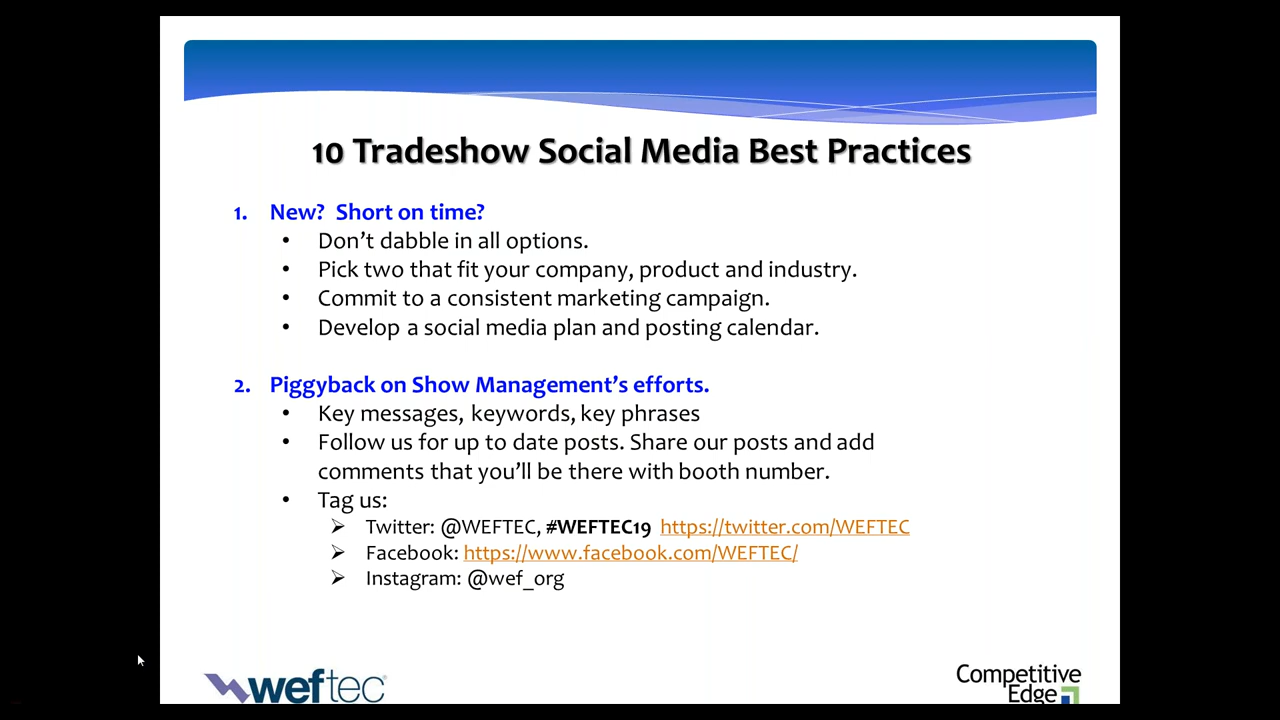 10 Tradeshow Social Media Best Practices
1. New? Short on time?
• Don't dabble in all options.
• Pick two that fit your company, product and industry.
• Commit to a consistent marketing campaign.
• Develop a social media plan and posting calendar.
2. Piggyback on Show Management's efforts.
• Key messages, keywords, key phrases
• Follow us for up to date posts. Share our posts and add
comments that you'll be there with booth number.
• Tag us:
➢ Twitter: @WEFTEC, #WEFTEC19 https://twitter.com/WEFTEC
➢ Facebook: https://www.facebook.com/WEFTEC/
➢ Instagram: @wef_org
weftec®
Competitive
Edge